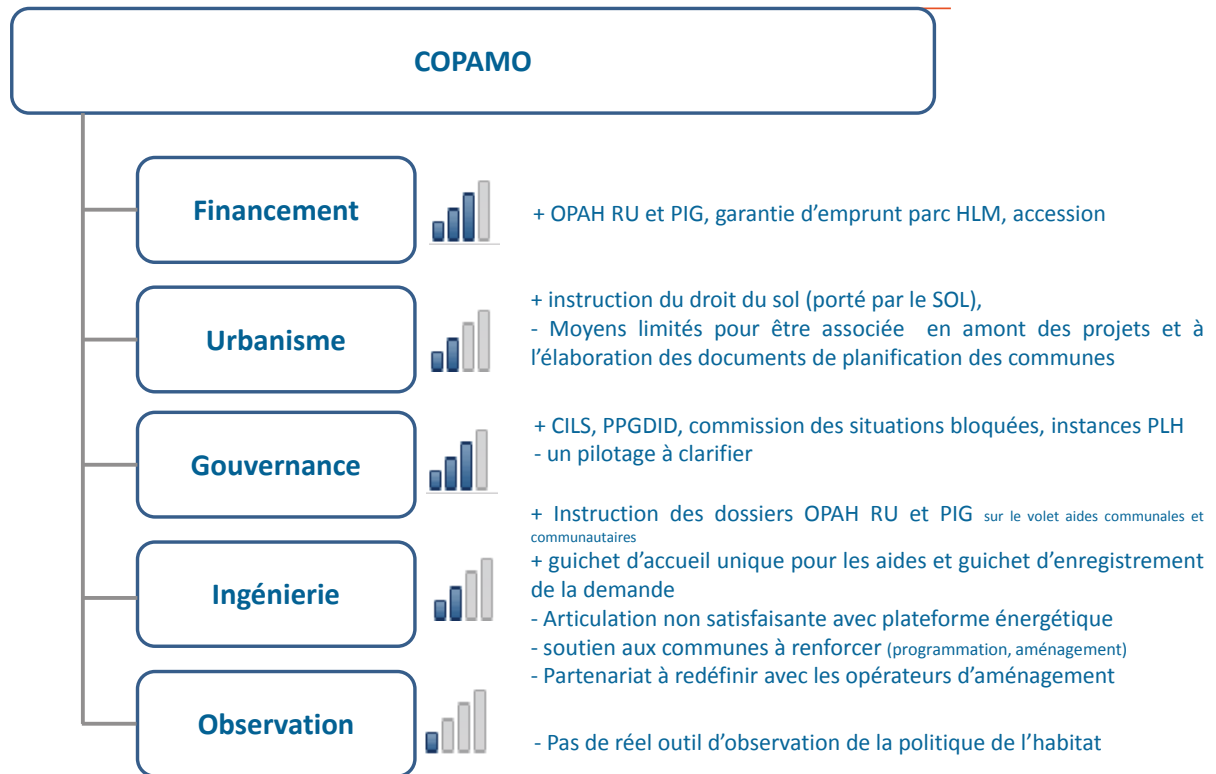 COPAMO
Financement
+ OPAH RU et PIG, garantie d’emprunt parc HLM, accession
Urbanisme
+ instruction du droit du sol (porté par le SOL),
- Moyens limités pour être associée en amont des projets et à
l’élaboration des documents de planification des communes
Gouvernance
+ CILS, PPGDID, commission des situations bloquées, instances PLH
- un pilotage à clarifier
Ingénierie
+ Instruction des dossiers OPAH RU et PIG sur le volet aides communales et
communautaires
+ guichet d’accueil unique pour les aides et guichet d’enregistrement
de la demande
- Articulation non satisfaisante avec plateforme énergétique
- soutien aux communes à renforcer (programmation, aménagement)
- Partenariat à redéfinir avec les opérateurs d’aménagement
Observation
- Pas de réel outil d’observation de la politique de l’habitat